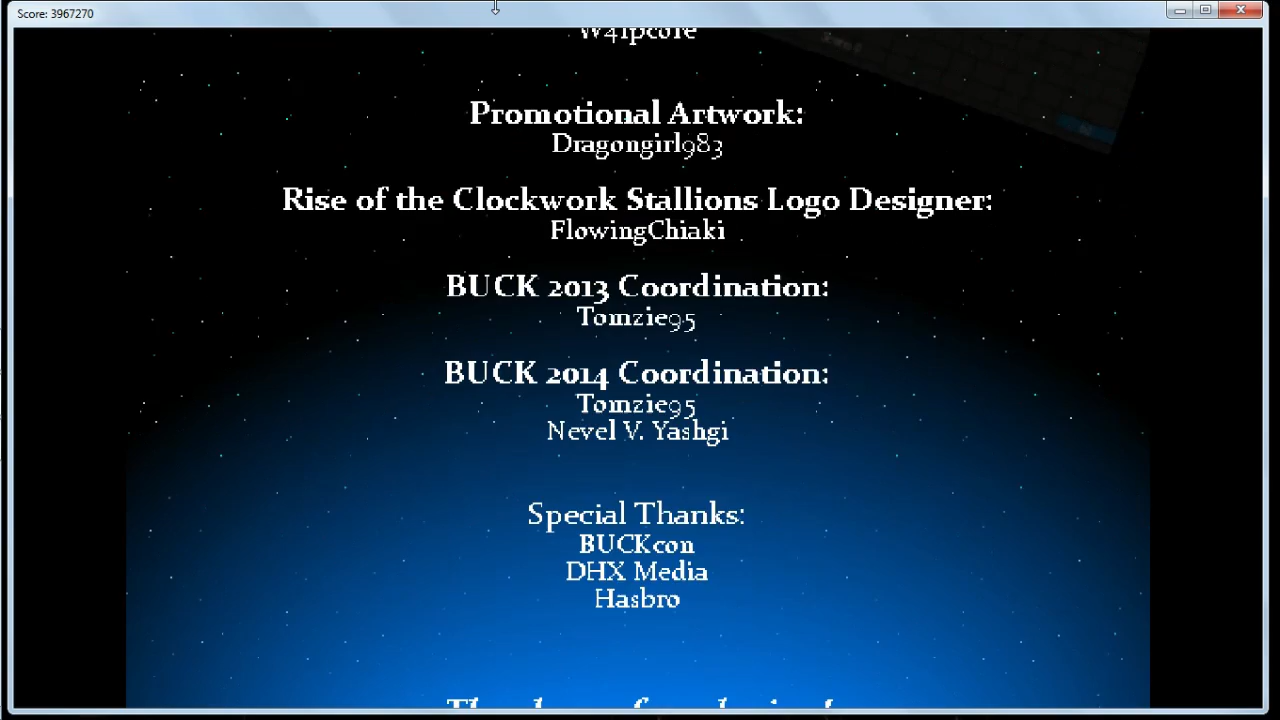 Score: 3967270
W4rpcore
Promotional Artwork:
Dragongirl983
Rise of the Clockwork Stallions Logo Designer:
FlowingChiaki
BUCK 2013 Coordination:
Tomzie95
BUCK 2014 Coordination:
Tomzie95
Nevel V. Yashgi
Special Thanks:
BUCKcon
DHX Media
Hasbro